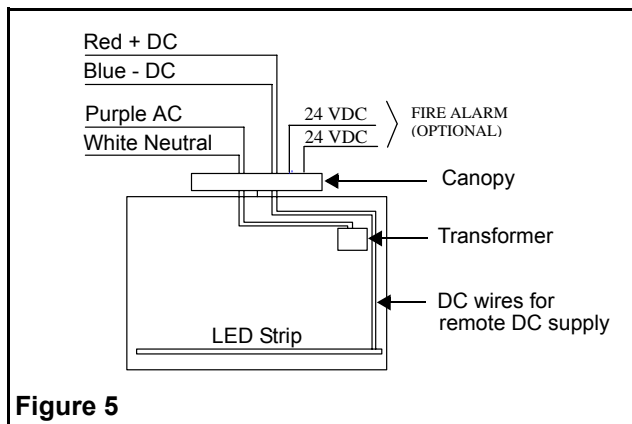 Red + DC
Blue - DC
Purple AC
White Neutral
24 VDC
24 VDC
FIRE ALARM
(OPTIONAL)
Canopy
Transformer
DC wires for
remote DC supply
LED Strip
Figure 5